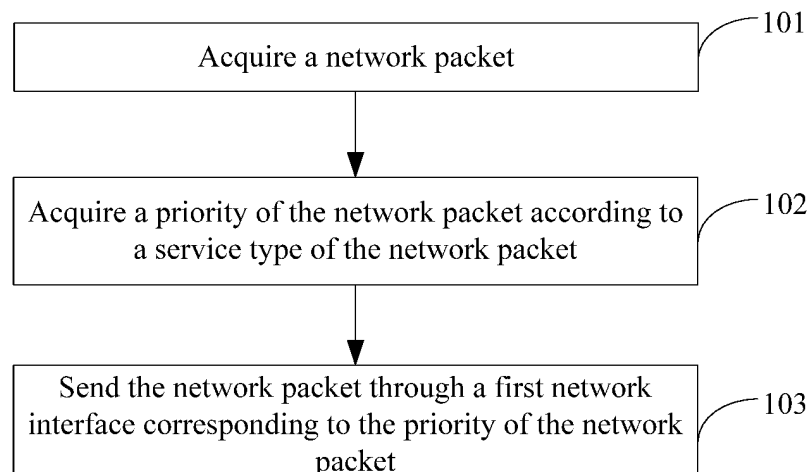 101
Acquire a network packet
102
Acquire a priority of the network packet according to
a service type of the network packet
103
Send the network packet through a first network
interface corresponding to the priority of the network
packet